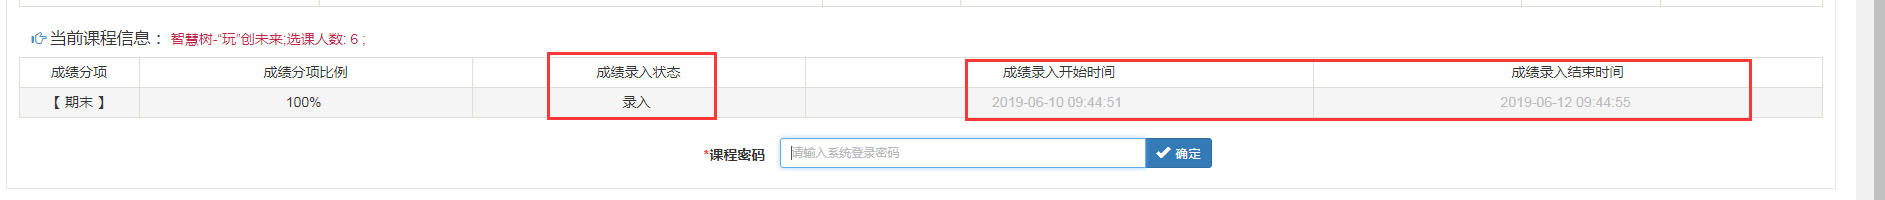 当前课程信息： 智慧树-“玩”创未来;选课人数: 6 ;
成绩分项 成绩分项比例 成绩录入状态 成绩录入开始时间 成绩录入结束时间
【 期末 】 100% 录入 2019-06-10 09:44:51 2019-06-12 09:44:55
*课程密码 请输入系统登录密码 确定